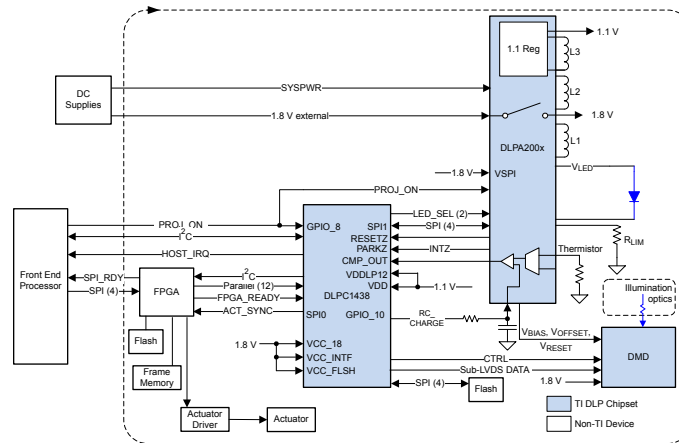 1.1 V
1.1 Reg
L3
DC
Supplies
SYSPWR
L2
1.8 V external
1.8 V
DLPA200x
L1
1.8 V
VSPI
VLED
PROJ_ON
Front End
Processor
PROJ_ON
I2C
HOST_IRQ
SPI_RDY
SPI (4)
FPGA
I2C
Parallel (12)
FPGA_READY
ACT_SYNC
Flash
Frame
Memory
Actuator
Driver
Actuator
GPIO_8
SPI1
RESETZ
PARKZ
CMP_OUT
VDDLP12
VDD
DLPC1438
SPI0
GPIO_10
1.8 V
VCC_18
VCC_INTF
VCC_FLSH
LED_SEL (2)
SPI (4)
INTZ
1.1 V
RC_
CHARGE
Thermistor
RLIM
Illumination
optics
VBIAS, VOFFSET,
VRESET
CTRL
Sub-LVDS DATA
1.8 V
DMD
SPI (4)
Flash
TI DLP Chipset
Non-TI Device